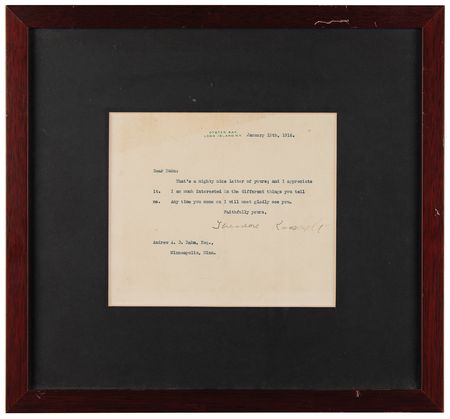 OYSTER BAY,
LONG ISLAND, N.Y. January 12th, 1916.
Dear Rahn:
That's a mighty nice letter of yours; and I appreciate
it. I am much interested in the different things you tell
me. Any time you come on I will most gladly see you.
Faithfully yours,
Theodore Roosevelt
Andrew A. D. Rahn, Esq.,
Minneapolis, Minn.